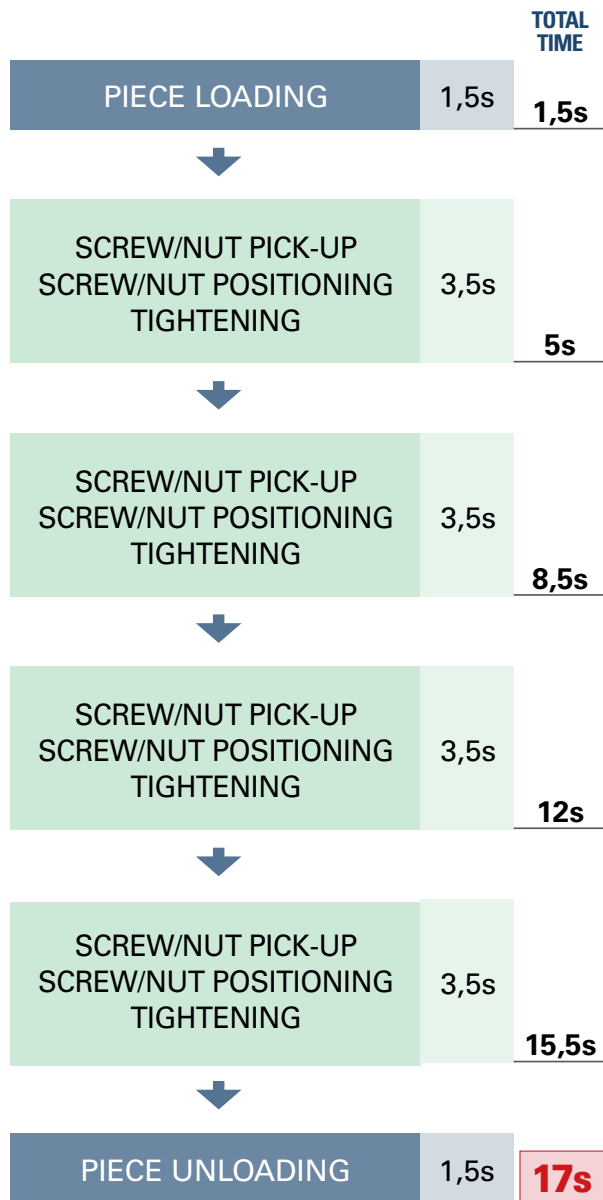 TOTAL
TIME
PIECE LOADING 1,5s 1,5s
SCREW/NUT PICK-UP
SCREW/NUT POSITIONING 3,5s
TIGHTENING
5s
SCREW/NUT PICK-UP
SCREW/NUT POSITIONING 3,5s
TIGHTENING
8,5s
SCREW/NUT PICK-UP
SCREW/NUT POSITIONING 3,5s
TIGHTENING
12s
SCREW/NUT PICK-UP
SCREW/NUT POSITIONING 3,5s
TIGHTENING
15,5s
PIECE UNLOADING 1,5s 17s